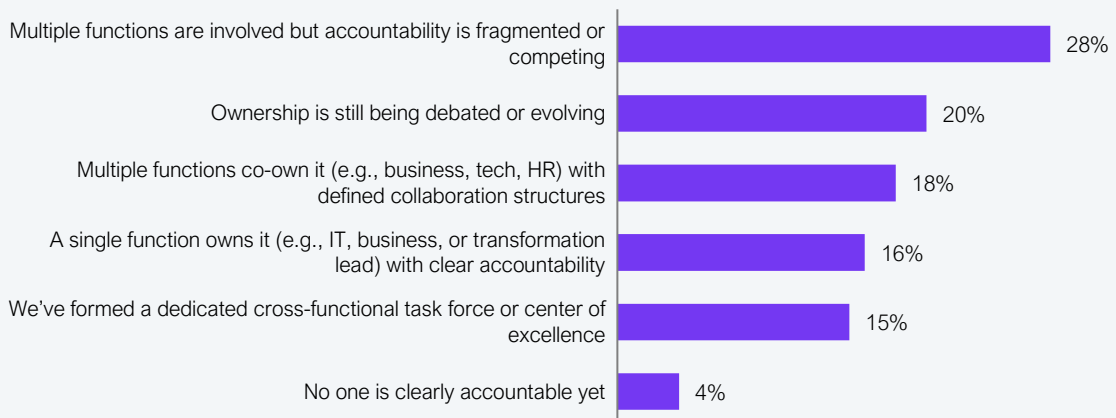 Multiple functions are involved but accountability is fragmented or
competing
28%
Ownership is still being debated or evolving
20%
Multiple functions co-own it (e.g., business, tech, HR) with
defined collaboration structures
18%
A single function owns it (e.g., IT, business, or transformation
lead) with clear accountability
16%
We’ve formed a dedicated cross-functional task force or center of
excellence
15%
No one is clearly accountable yet
4%